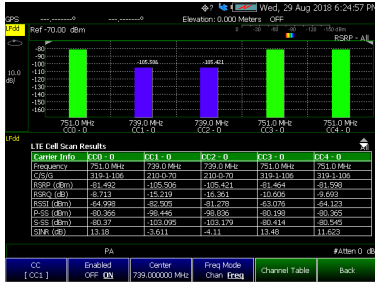 Wed, 29 Aug 2018 6:24:57 PM
GPS ---,-------° ---,-------° Elevation: 0.000 Meters OFF
LFdd Ref -70.00 dBm 0 -30 -60 -90 -120 -150 dBm
RSRP - All
-80
-90
-100
10.0 -110
dB/ -120
-130
-140
-150
-160
-105.506 -105.421
751.0 MHz 739.0 MHz 739.0 MHz 751.0 MHz 751.0 MHz
CC0 - 0 CC1 - 0 CC2 - 0 CC3 - 0 CC4 - 0
LFdd
LTE Cell Scan Results
Carrier Info CC0 - 0 CC1 - 0 CC2 - 0 CC3 - 0 CC4 - 0
Frequency 751.0 MHz 739.0 MHz 739.0 MHz 751.0 MHz 751.0 MHz
C/S/G 319-1-106 210-0-70 210-0-70 319-1-106 319-1-106
RSRP (dBm) -81.492 -105.506 -105.421 -81.464 -81.598
RSRQ (dB) -8.713 -15.219 -16.361 -10.606 -9.693
RSSI (dBm) -64.998 -82.505 -81.278 -63.076 -64.123
P-SS (dBm) -80.366 -98.446 -98.836 -80.198 -80.365
S-SS (dBm) -80.37 -103.095 -103.179 -80.414 -80.545
SINR (dB) 13.18 -3.611 -4.11 13.48 11.623
PA #Atten 0 dB
CC [ CC1 ]
Enabled OFF ON
Center 739.000000 MHz
Freq Mode Chan Freq
Channel Table
Back